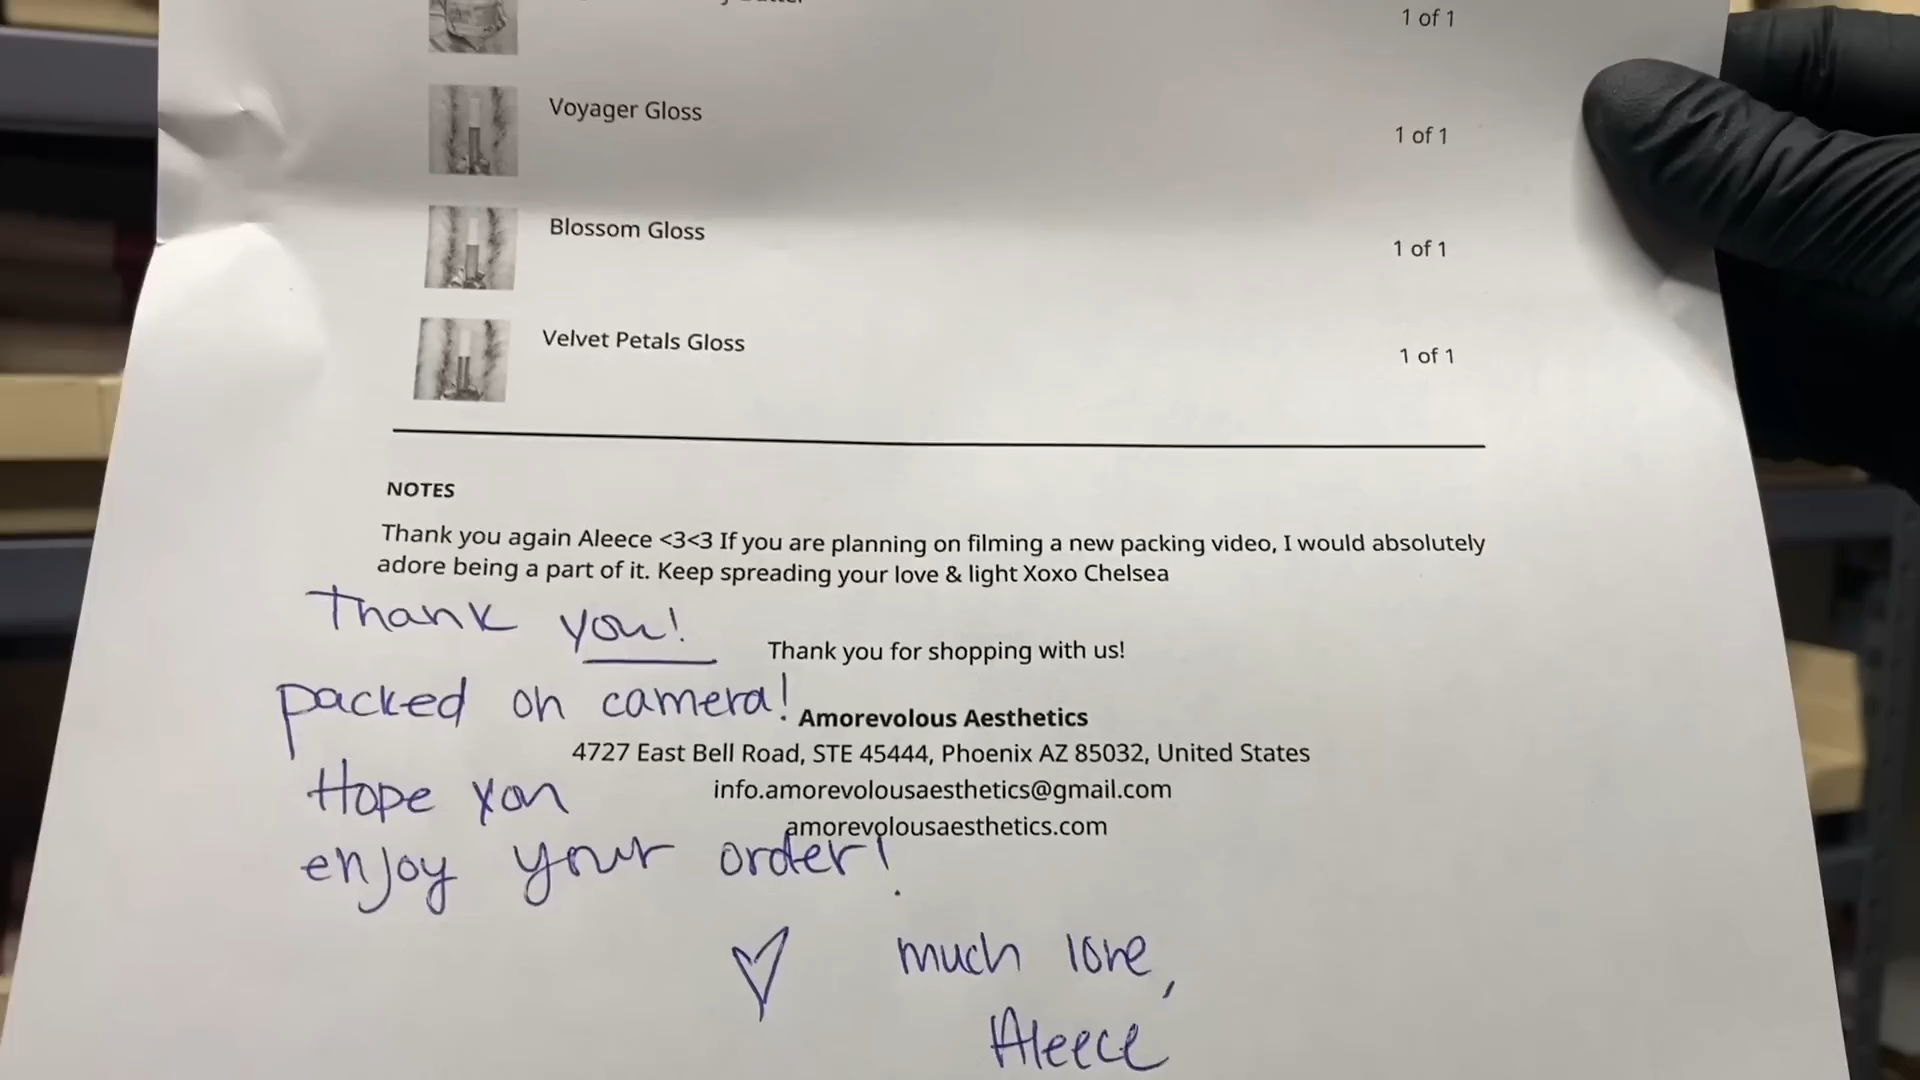 1 of 1
Voyager Gloss
1 of 1
Blossom Gloss
1 of 1
Velvet Petals Gloss
1 of 1
NOTES
Thank you again Aleece <3<3 If you are planning on filming a new packing video, I would absolutely
adore being a part of it. Keep spreading your love & light Xoxo Chelsea
Thank you!
Thank you for shopping with us!
packed on camera!
Amorevolous Aesthetics
4727 East Bell Road, STE 45444, Phoenix AZ 85032, United States
Hope you
info.amorevolousaesthetics@gmail.com
amorevolousaesthetics.com
enjoy your order!
much love,
Aleece